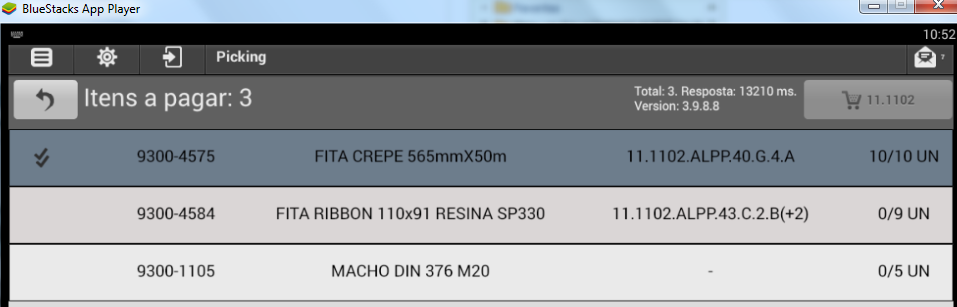 BlueStacks App Player
10:52
Picking
7
Itens a pagar: 3
Total: 3. Resposta: 13210 ms.
Version: 3.9.8.8
11.1102
9300-4575 FITA CREPE 565mmX50m 11.1102.ALPP.40.G.4.A 10/10 UN
9300-4584 FITA RIBBON 110x91 RESINA SP330 11.1102.ALPP.43.C.2.B(+2) 0/9 UN
9300-1105 MACHO DIN 376 M20 - 0/5 UN